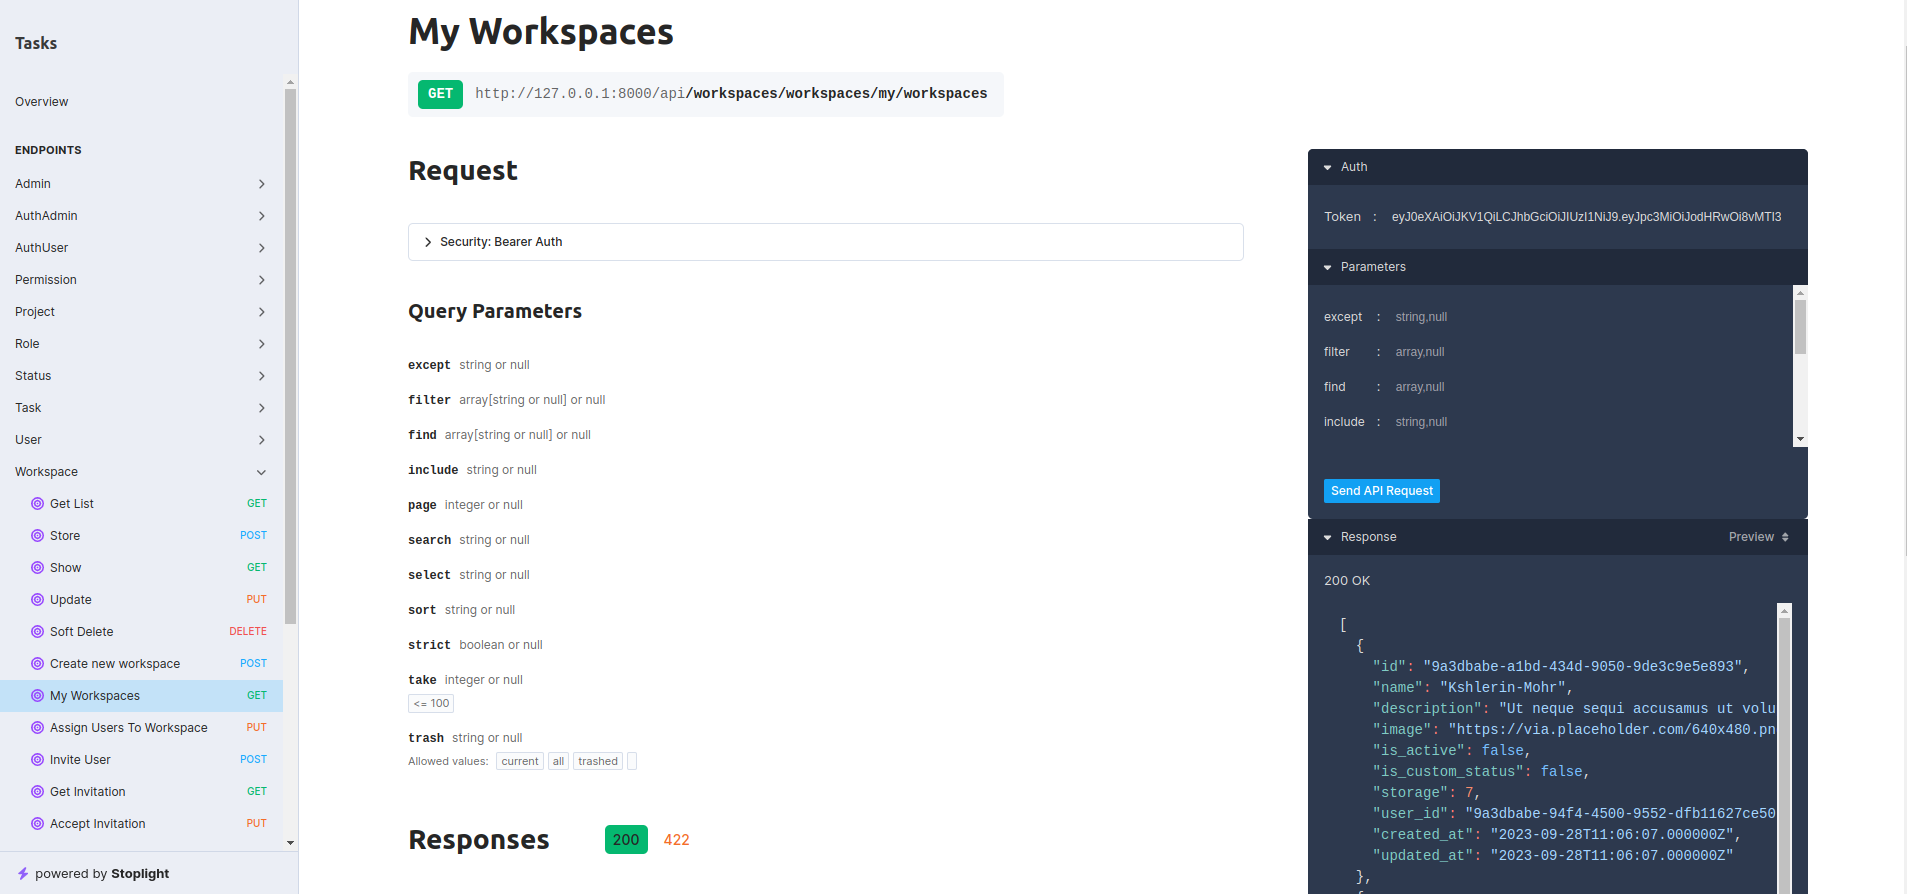 Tasks
Overview
ENDPOINTS
Admin
AuthAdmin
AuthUser
Permission
Project
Role
Status
Task
User
Workspace
Get List GET
Store POST
Show GET
Update PUT
Soft Delete DELETE
Create new workspace POST
My Workspaces GET
Assign Users To Workspace PUT
Invite User POST
Get Invitation GET
Accept Invitation PUT
powered by Stoplight
My Workspaces
GET http://127.0.0.1:8000/api/workspaces/workspaces/my/workspaces
Request
Security: Bearer Auth
Query Parameters
except string or null
filter array[string or null] or null
find array[string or null] or null
include string or null
page integer or null
search string or null
select string or null
sort string or null
strict boolean or null
take integer or null
<= 100
trash string or null
Allowed values: current all trashed
Responses 200 422
Auth
Token : eyJ0eXAiOiJKV1QiLCJhbGciOiJIUzI1NiJ9.eyJpc3MiOiJodHRwOi8vMTI3
Parameters
except : string,null
filter : array,null
find : array,null
include : string,null
Send API Request
Response Preview
200 OK
[
{
"id": "9a3dbabe-a1bd-434d-9050-9de3c9e5e893",
"name": "Kshlerin-Mohr",
"description": "Ut neque sequi accusamus ut volu
"image": "https://via.placeholder.com/640x480.pn
"is_active": false,
"is_custom_status": false,
"storage": 7,
"user_id": "9a3dbabe-94f4-4500-9552-dfb11627ce50
"created_at": "2023-09-28T11:06:07.000000Z",
"updated_at": "2023-09-28T11:06:07.000000Z"
},